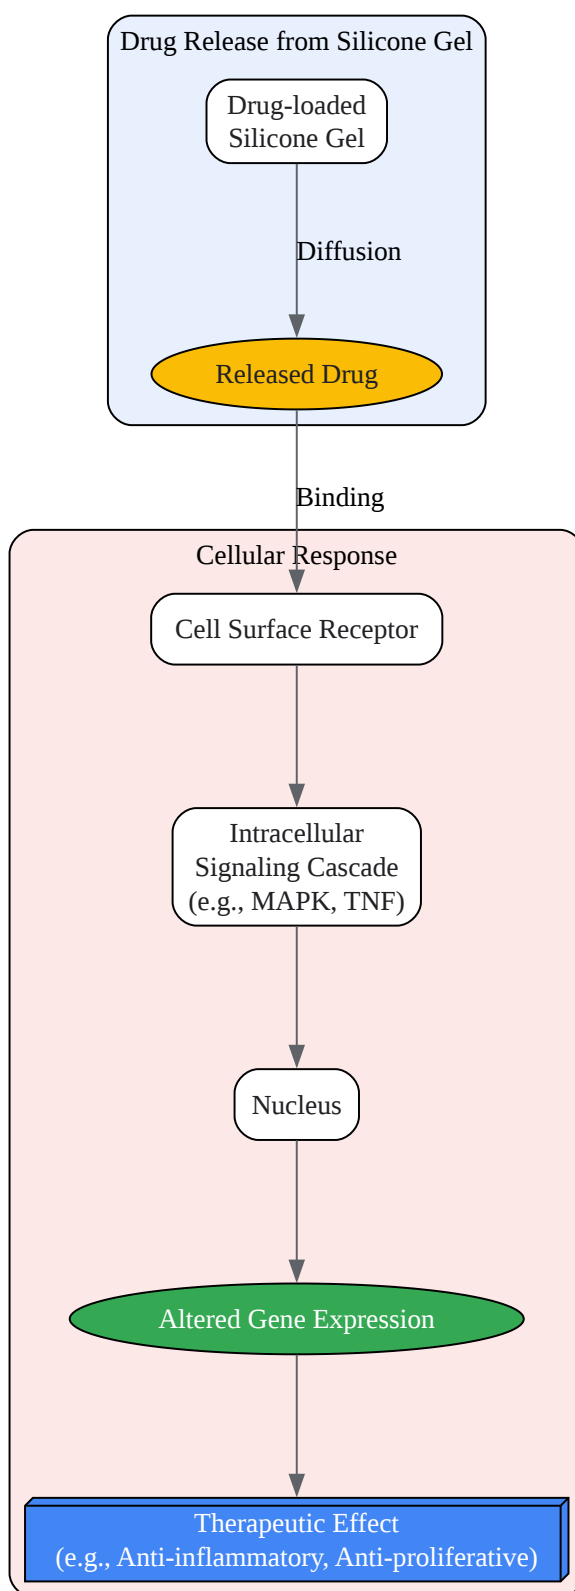 Drug Release from Silicone Gel
Drug-loaded
Silicone Gel
Diffusion
Released Drug
Binding
Cellular Response
Cell Surface Receptor
Intracellular
Signaling Cascade
(e.g., MAPK, TNF)
Nucleus
Altered Gene Expression
Therapeutic Effect
(e.g., Anti-inflammatory, Anti-proliferative)